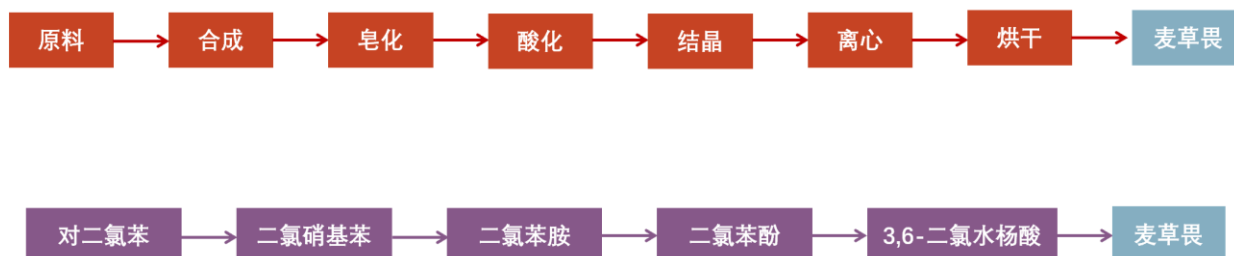 原料 合成 皂化 酸化 结晶 离心 烘干 麦草畏
对二氯苯 二氯硝基苯 二氯苯胺 二氯苯酚 3,6-二氯水杨酸 麦草畏